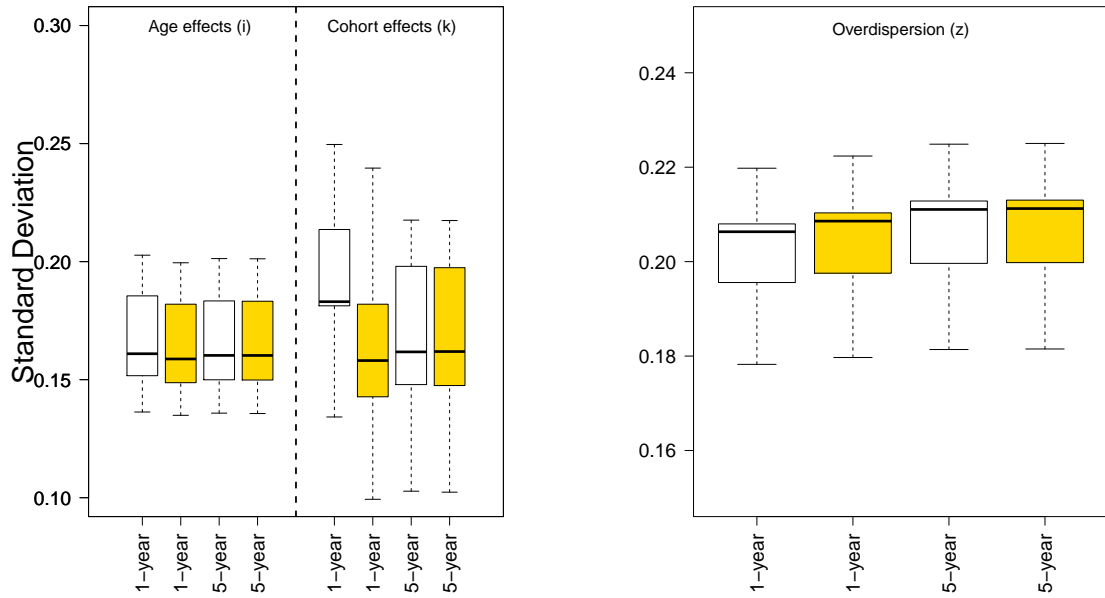 Standard Deviation
0.30
0.25
0.20
0.15
0.10
Age effects (i)
Cohort effects (k)
1−year
1−year
5−year
5−year
1−year
1−year
5−year
5−year
Overdispersion (z)
0.24
0.22
0.20
0.18
0.16
1−year
1−year
5−year
5−year